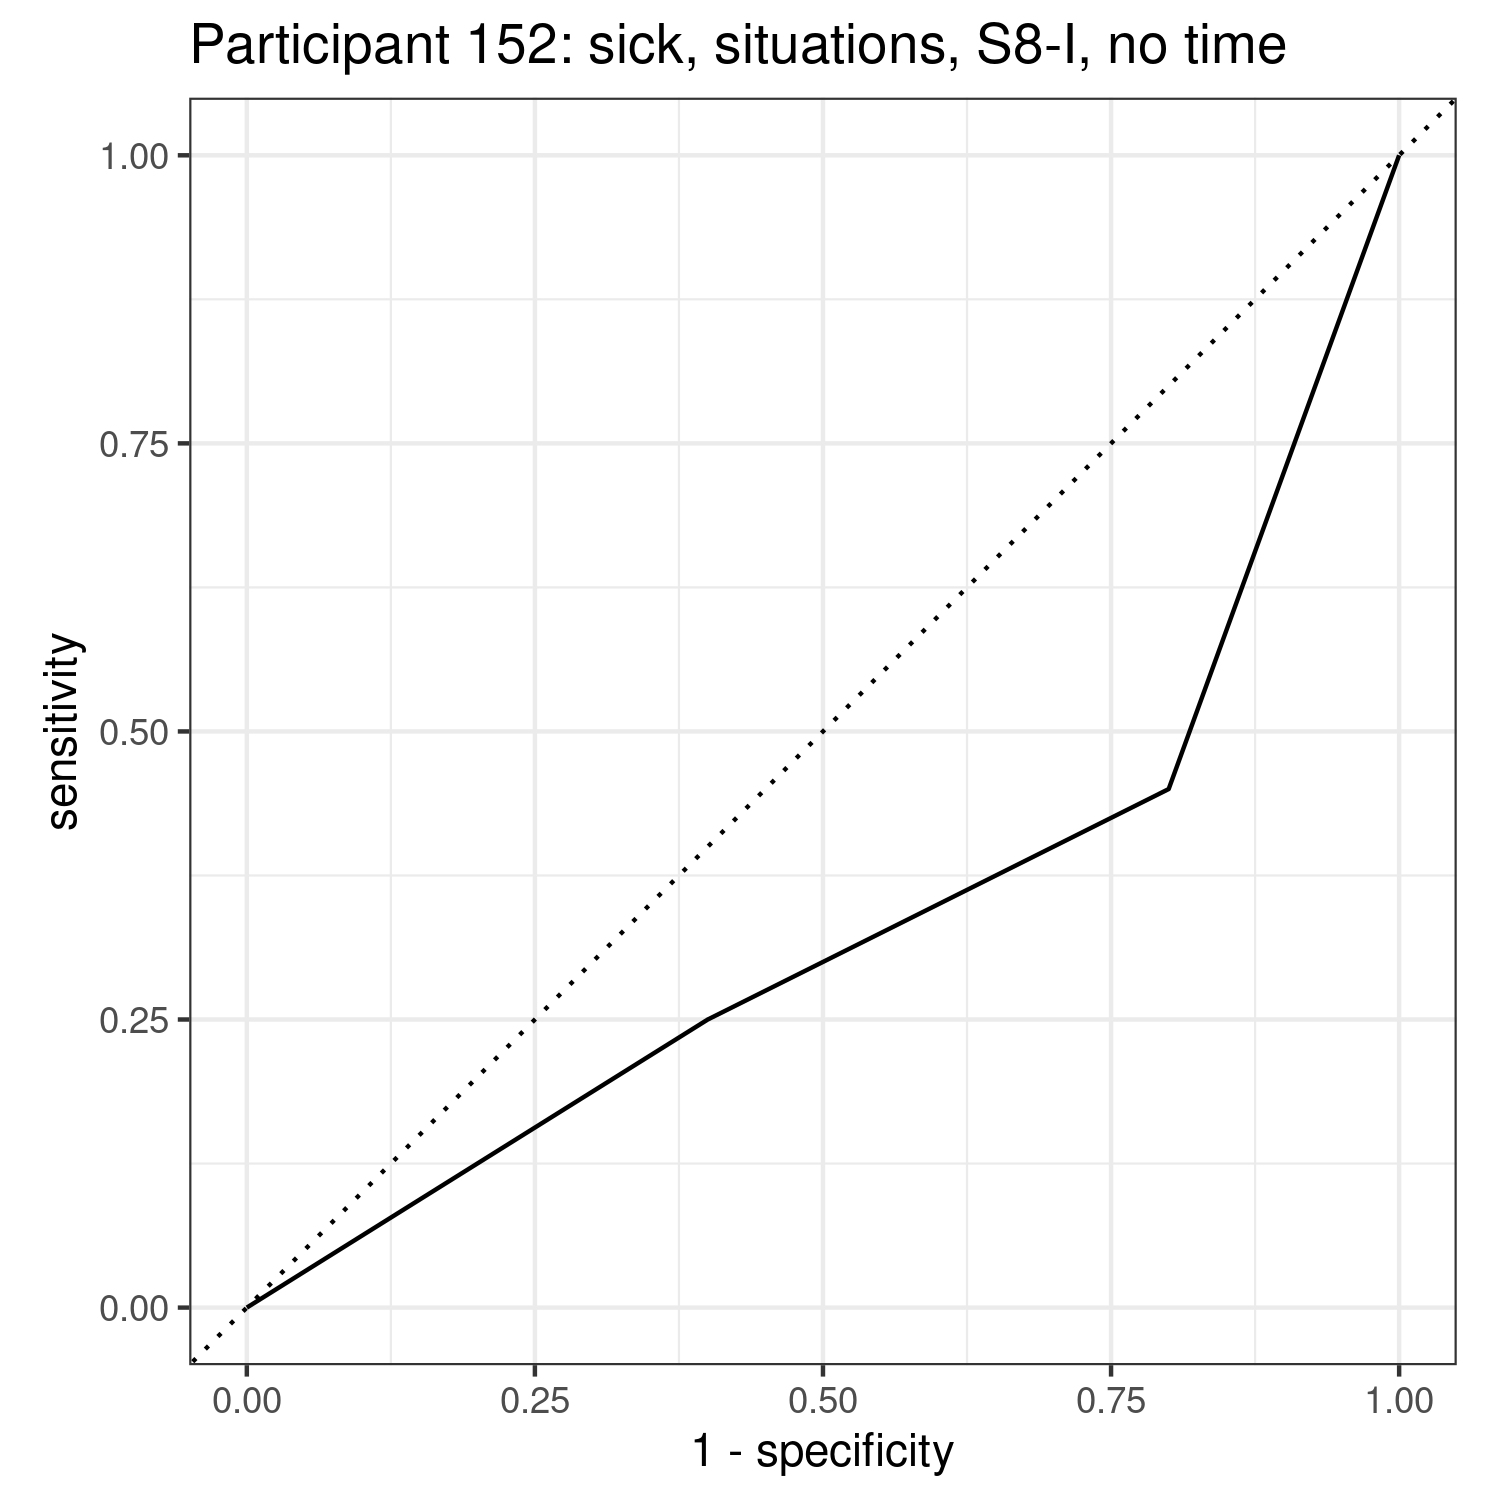 Participant 152: sick, situations, S8-I, no time
1.00
0.75
0.50
0.25
0.00
sensitivity
0.00 0.25 0.50 0.75 1.00
1 - specificity